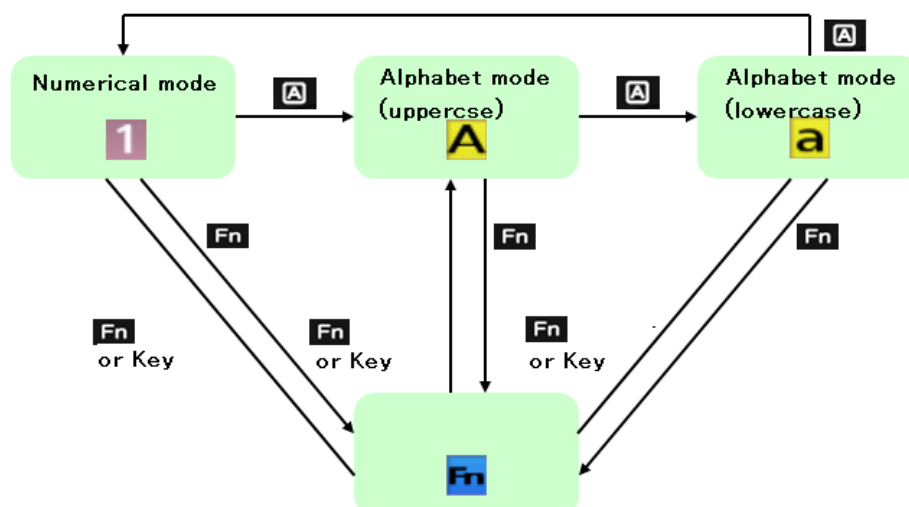 A
Numerical mode
1
A
Alphabet mode
(uppercse)
A
A
Alphabet mode
(lowercase)
a
Fn
Fn
Fn
Fn
or Key
Fn
or Key
Fn
or Key
Fn